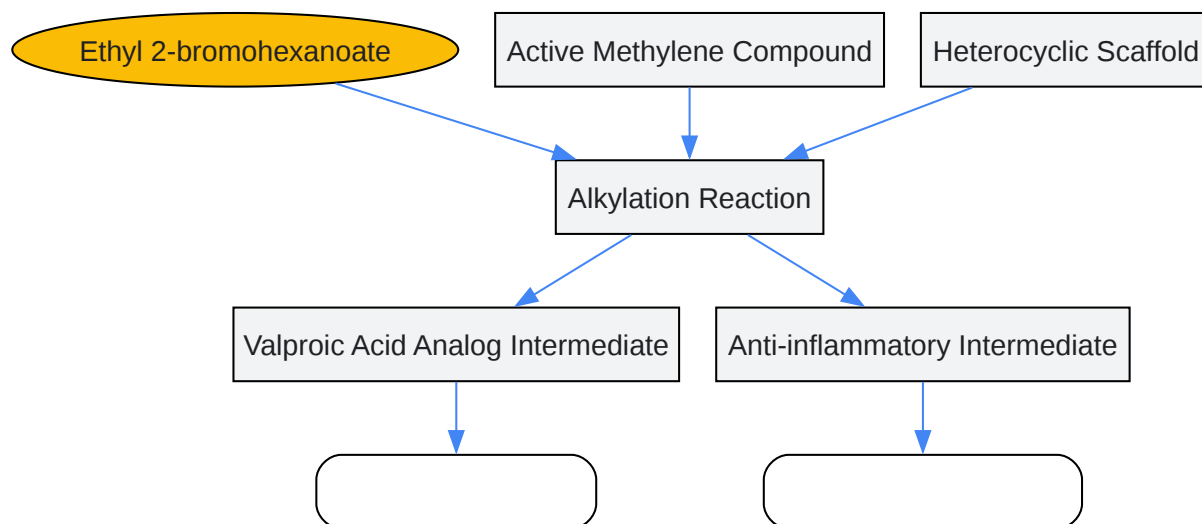 Ethyl 2-bromohexanoate
Active Methylene Compound
Heterocyclic Scaffold
Alkylation Reaction
Valproic Acid Analog Intermediate
Anti-inflammatory Intermediate